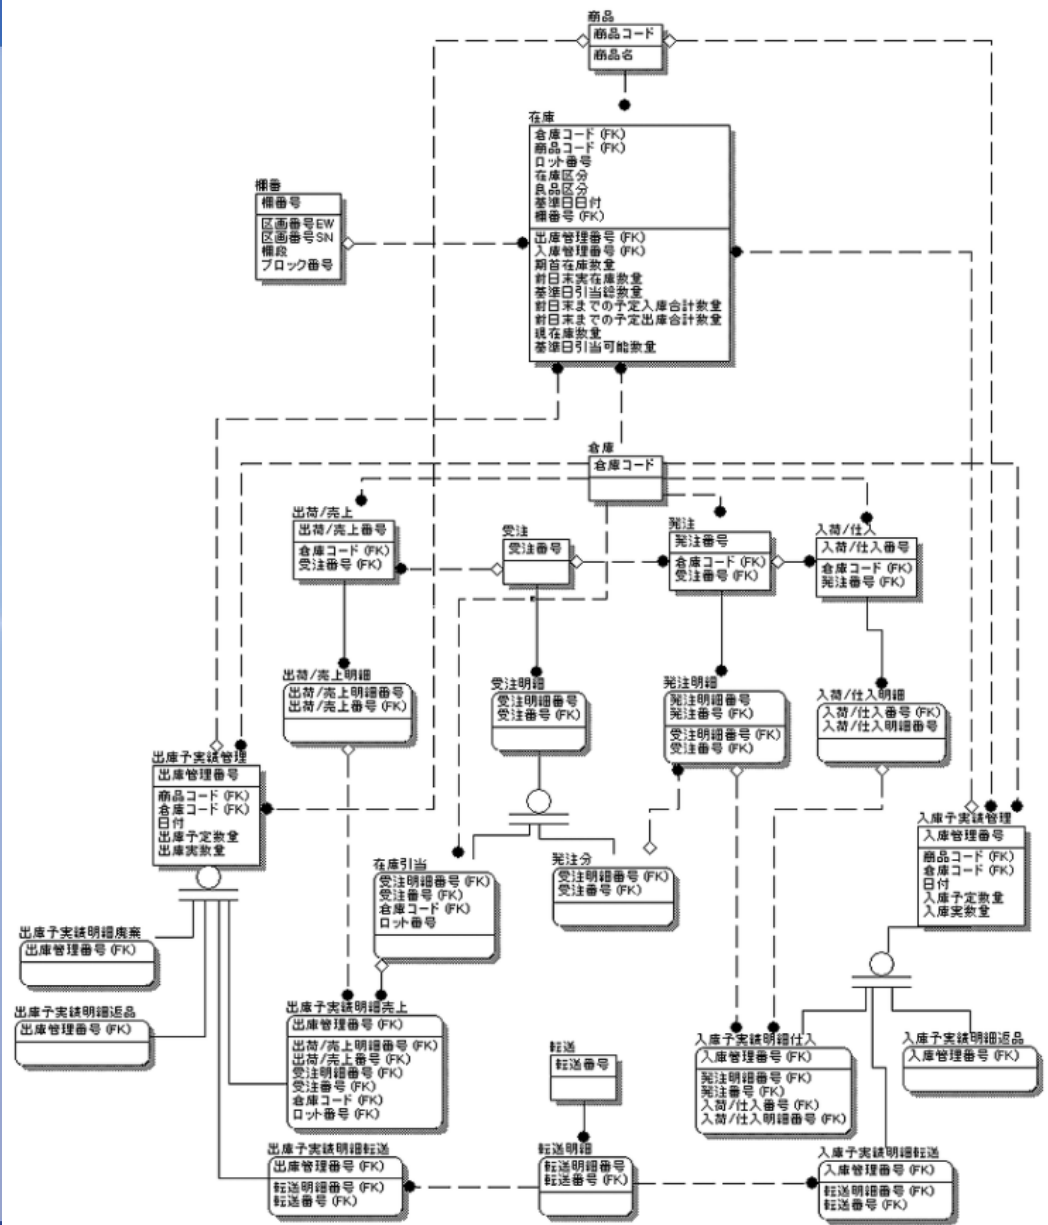 商品
商品コード
商品名
在庫
倉庫コード (FK)
商品コード (FK)
ロット番号
在庫区分
良品区分
基準日日付
棚番号 (FK)
出庫管理番号 (FK)
入庫管理番号 (FK)
期首在庫数量
前日末実在庫数量
基準日引当総数量
前日末までの予定入庫合計数量
前日末までの予定出庫合計数量
現在庫数量
基準日引当可能数量
棚番
棚番号
区画番号EW
区画番号SN
棚段
ブロック番号
倉庫
倉庫コード
出荷/売上
出荷/売上番号
倉庫コード (FK)
受注番号 (FK)
受注
受注番号
発注
発注番号
倉庫コード (FK)
受注番号 (FK)
入荷/仕入
入荷/仕入番号
倉庫コード (FK)
発注番号 (FK)
出荷/売上明細
出荷/売上明細番号
出荷/売上番号 (FK)
受注明細
受注明細番号
受注番号 (FK)
発注明細
発注明細番号
発注番号 (FK)
受注明細番号 (FK)
受注番号 (FK)
入荷/仕入明細
入荷/仕入番号 (FK)
入荷/仕入明細番号
出庫予実績管理
出庫管理番号
商品コード (FK)
倉庫コード (FK)
日付
出庫予定数量
出庫実数量
在庫引当
受注明細番号 (FK)
受注番号 (FK)
倉庫コード (FK)
ロット番号
発注分
受注明細番号 (FK)
受注番号 (FK)
入庫予実績管理
入庫管理番号
商品コード (FK)
倉庫コード (FK)
日付
入庫予定数量
入庫実数量
出庫予実績明細廃棄
出庫管理番号 (FK)
出庫予実績明細返品
出庫管理番号 (FK)
出庫予実績明細売上
出庫管理番号 (FK)
出荷/売上明細番号 (FK)
出荷/売上番号 (FK)
受注明細番号 (FK)
受注番号 (FK)
倉庫コード (FK)
ロット番号 (FK)
転送
転送番号
入庫予実績明細仕入
入庫管理番号 (FK)
発注明細番号 (FK)
発注番号 (FK)
入荷/仕入番号 (FK)
入荷/仕入明細番号 (FK)
入庫予実績明細返品
入庫管理番号 (FK)
出庫予実績明細転送
出庫管理番号 (FK)
転送明細番号 (FK)
転送番号 (FK)
転送明細
転送明細番号
転送番号 (FK)
入庫予実績明細転送
入庫管理番号 (FK)
転送明細番号 (FK)
転送番号 (FK)